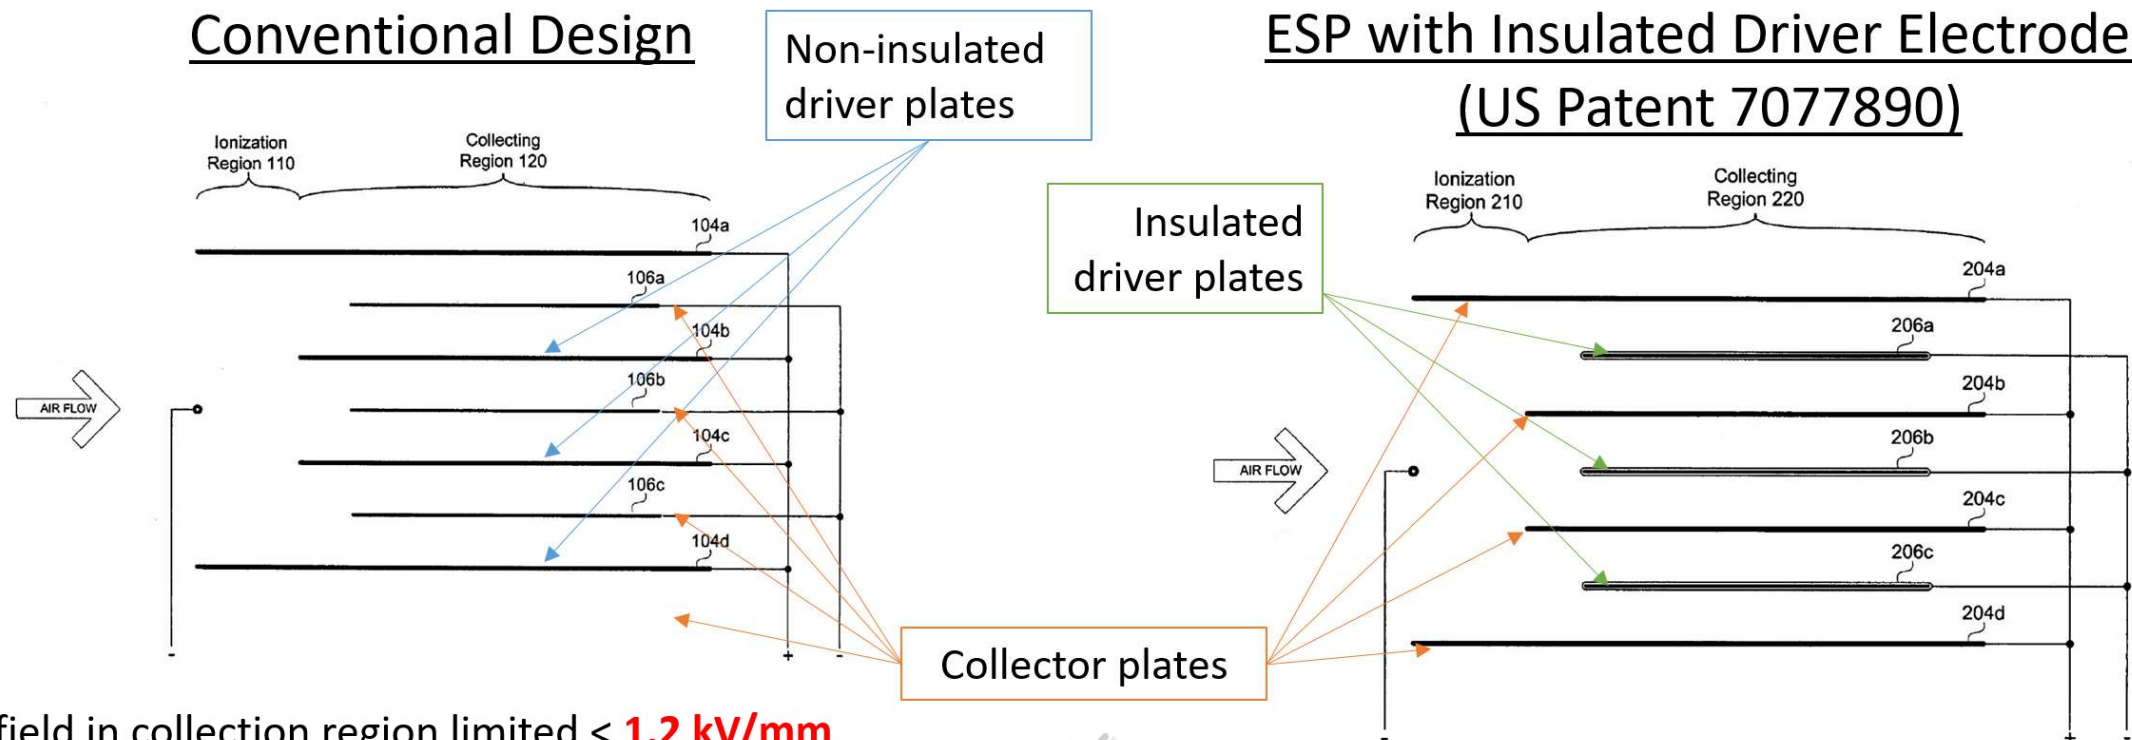 Conventional Design
Non-insulated
driver plates
ESP with Insulated Driver Electrode
(US Patent 7077890)
Ionization
Region 110
Collecting
Region 120
104a
106a
104b
106b
104c
106c
104d
AIR FLOW
-
+
-
Insulated
driver plates
Ionization
Region 210
Collecting
Region 220
204a
206a
204b
206b
204c
206c
204d
AIR FLOW
Collector plates
field in collection region limited < 1.2 kV/mm